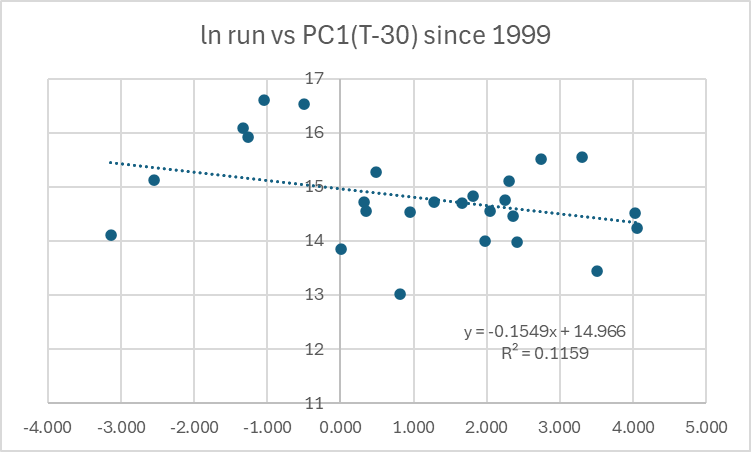 ln run vs PC1(T-30) since 1999
17
16
15
14
13
12
11
y = -0.1549x + 14.966
R² = 0.1159
-4.000 -3.000 -2.000 -1.000 0.000 1.000 2.000 3.000 4.000 5.000